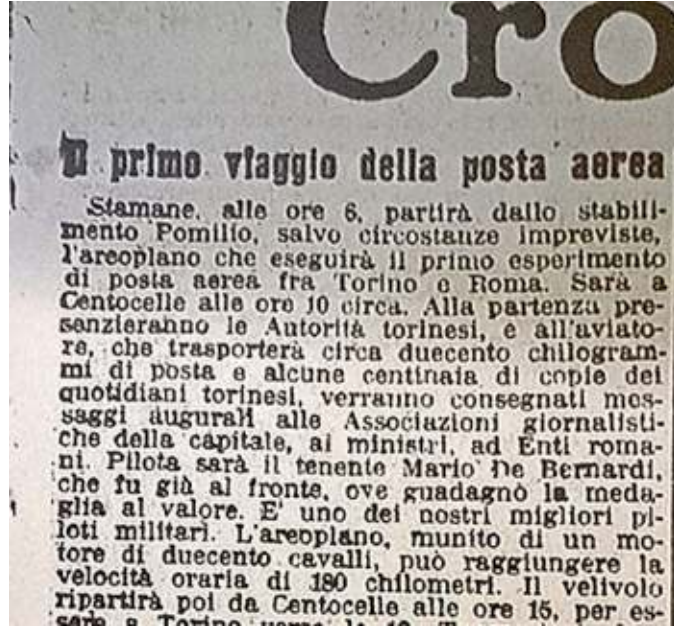 Cro
Il primo viaggio della posta aerea
Stamane, alle ore 6, partirà dallo stabili-
mento Pomilio, salvo circostanze impreviste,
l'areoplano che eseguirà il primo esperimento
di posta aerea fra Torino e Roma. Sarà a
Centocelle alle ore 10 circa. Alla partenza pre-
senzieranno le Autorità torinesi, e all'aviato-
re, che trasporterà circa duecento chilogram-
mi di posta e alcune centinaia di copie dei
quotidiani torinesi, verranno consegnati mes-
saggi augurali alle Associazioni giornalisti-
che della capitale, ai ministri, ad Enti roma-
ni. Pilota sarà il tenente Mario De Bernardi,
che fu già al fronte, ove guadagnò la meda-
glia al valore. E' uno dei nostri migliori pi-
loti militari. L'areoplano, munito di un mo-
tore di duecento cavalli, può raggiungere la
velocità oraria di 180 chilometri. Il velivolo
ripartirà poi da Centocelle alle ore 15, per es-
sere a Torino verso le